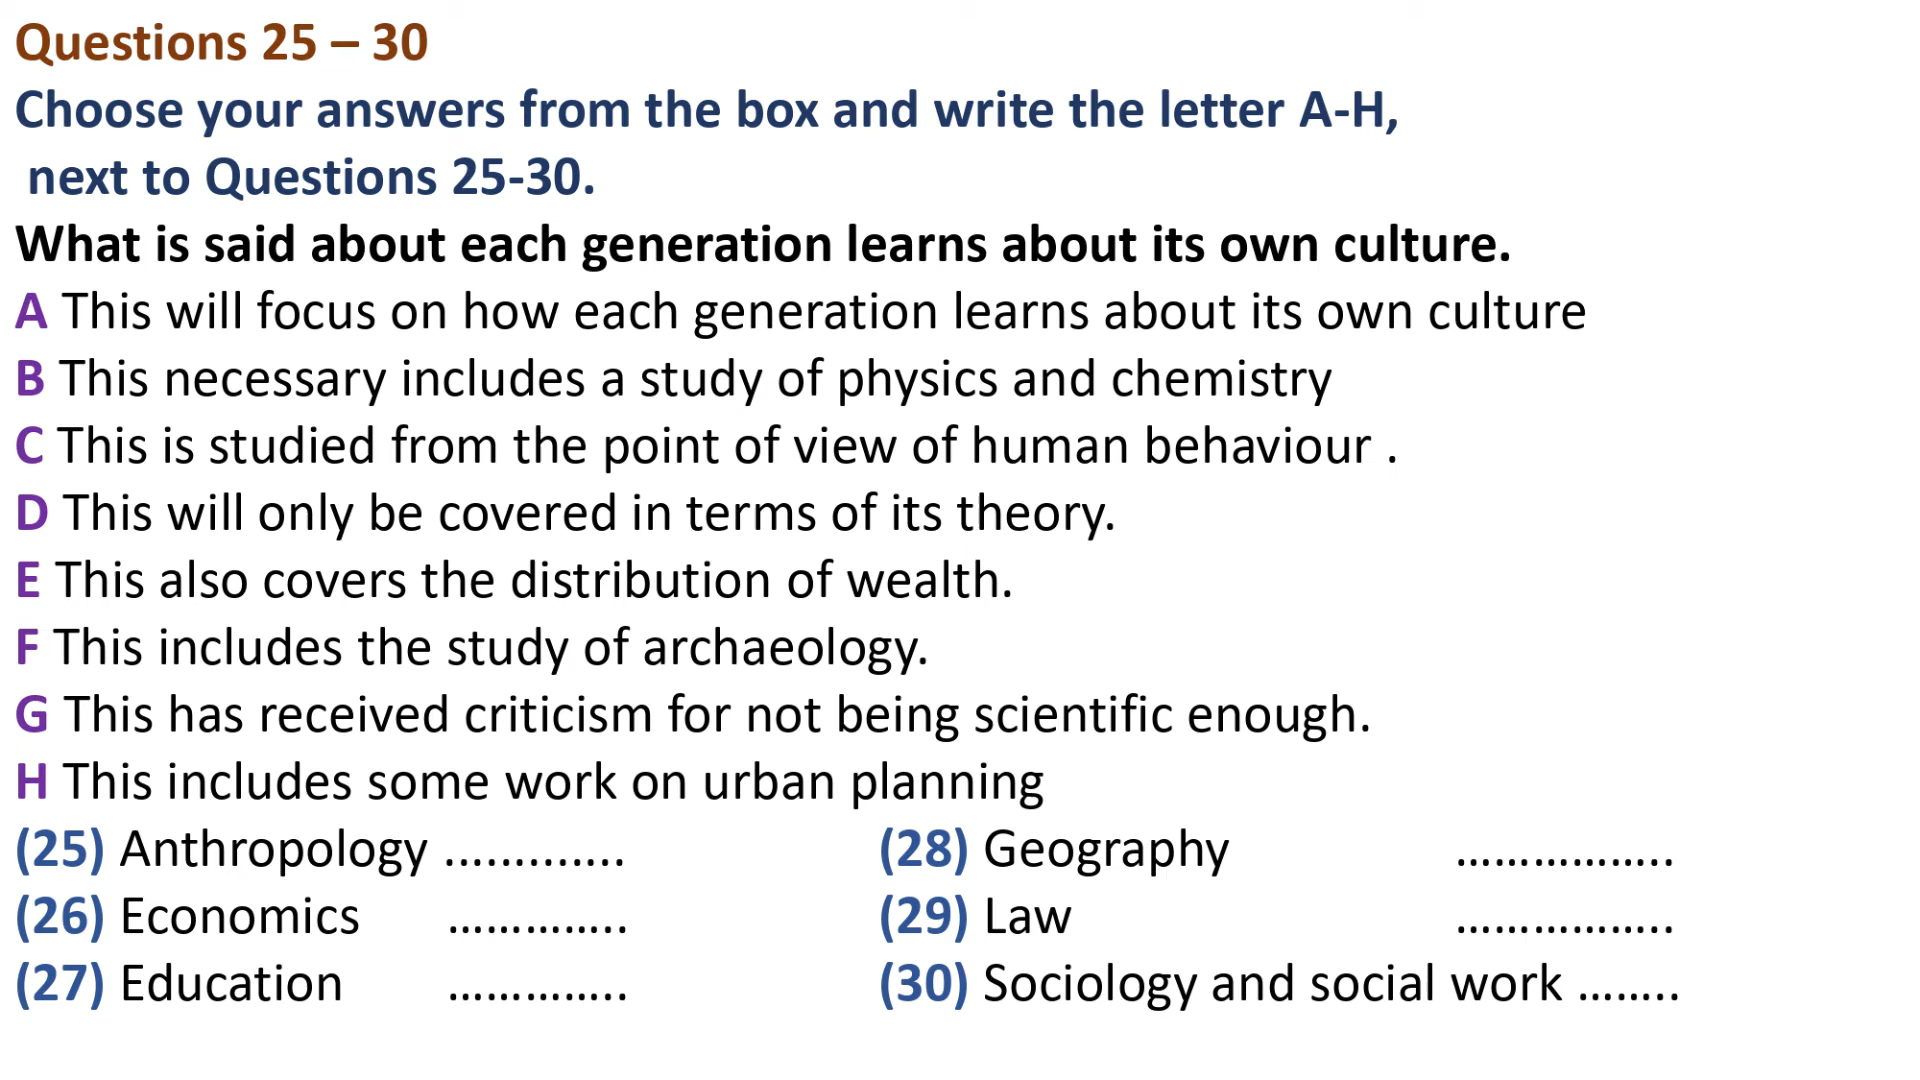 Questions 25 – 30
Choose your answers from the box and write the letter A-H,
next to Questions 25-30.
What is said about each generation learns about its own culture.
A This will focus on how each generation learns about its own culture
B This necessary includes a study of physics and chemistry
C This is studied from the point of view of human behaviour .
D This will only be covered in terms of its theory.
E This also covers the distribution of wealth.
F This includes the study of archaeology.
G This has received criticism for not being scientific enough.
H This includes some work on urban planning
(25) Anthropology ............. (28) Geography ……………..
(26) Economics ………….. (29) Law ……………..
(27) Education ………….. (30) Sociology and social work ……..